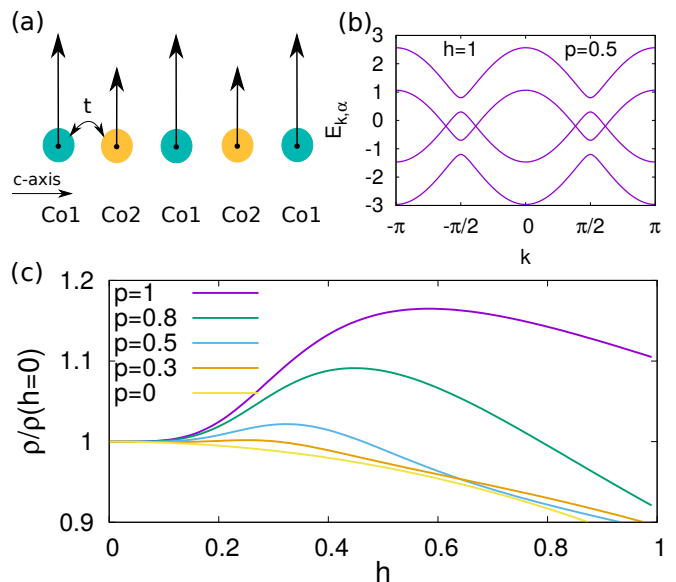 (a)
t
c-axis
Co1 Co2 Co1 Co2 Co1
(b)
h=1 p=0.5
E_{k,α}
3
2
1
0
-1
-2
-3
-π -π/2 0 π/2 π
k
(c)
p=1
p=0.8
p=0.5
p=0.3
p=0
ρ/ρ(h=0)
1.2
1.1
1
0.9
0 0.2 0.4 0.6 0.8 1
h